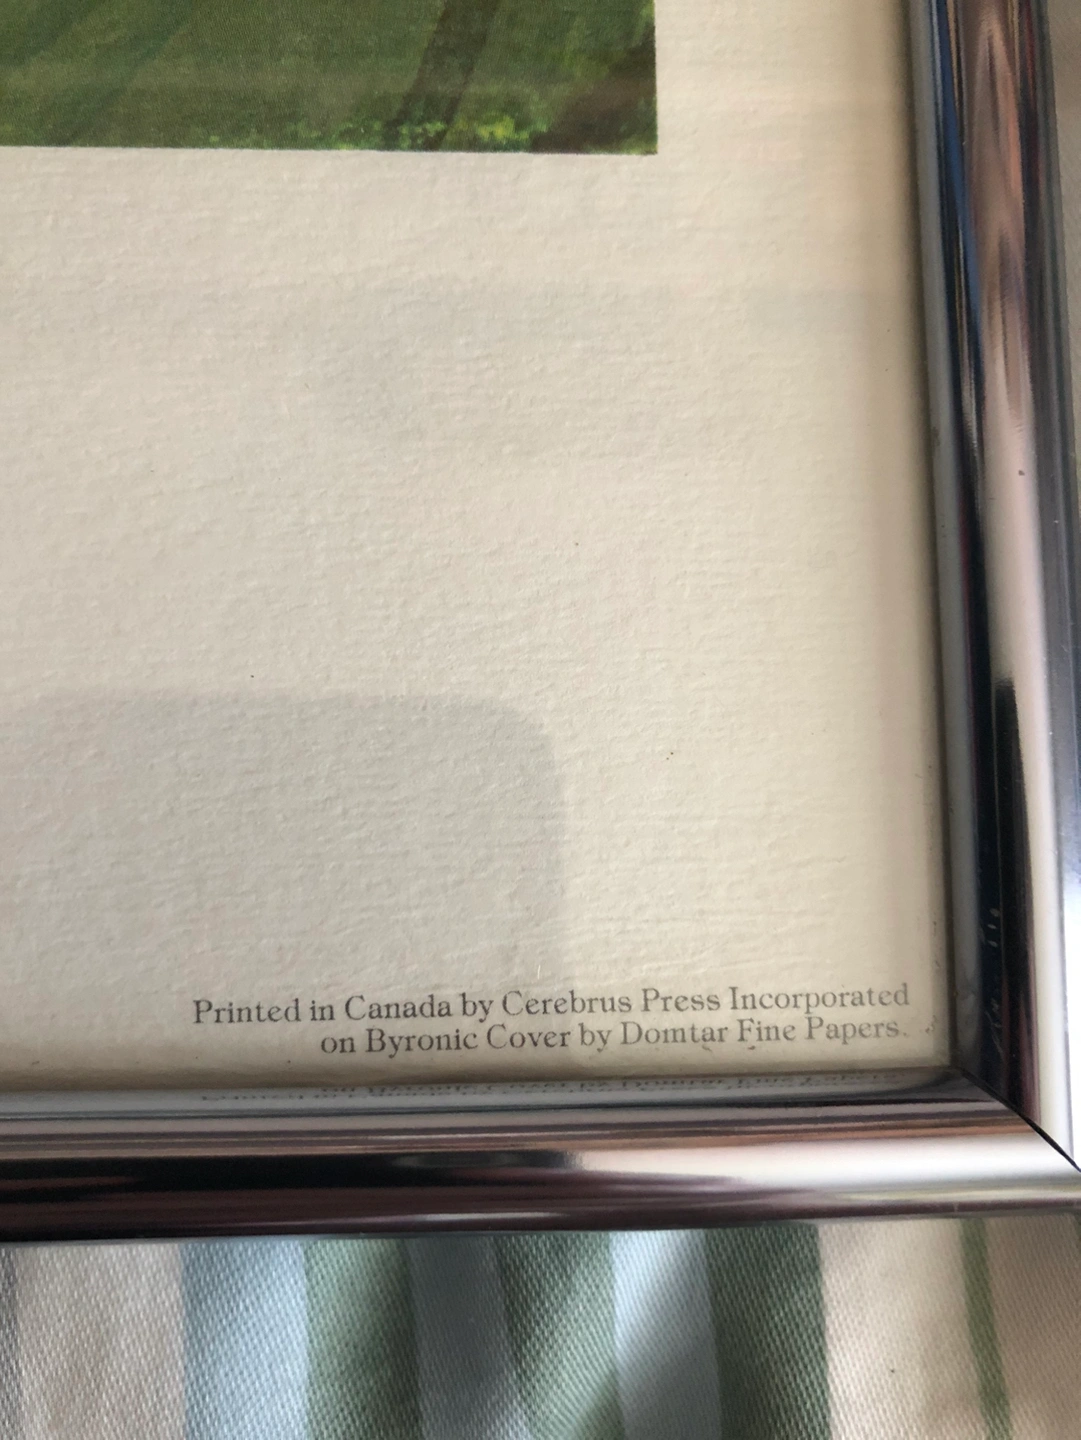 Printed in Canada by Cerebrus Press Incorporated
on Byronic Cover by Domtar Fine Papers.